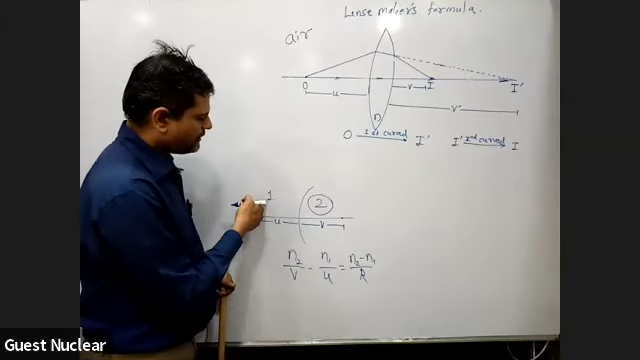 Lense maker's formula.
air
O I I'
u v
v'
n
O 1st curved I' I' 2nd curved I
1 2
u v
n₂/v - n₁/u = n₂-n₁/R
Guest Nuclear